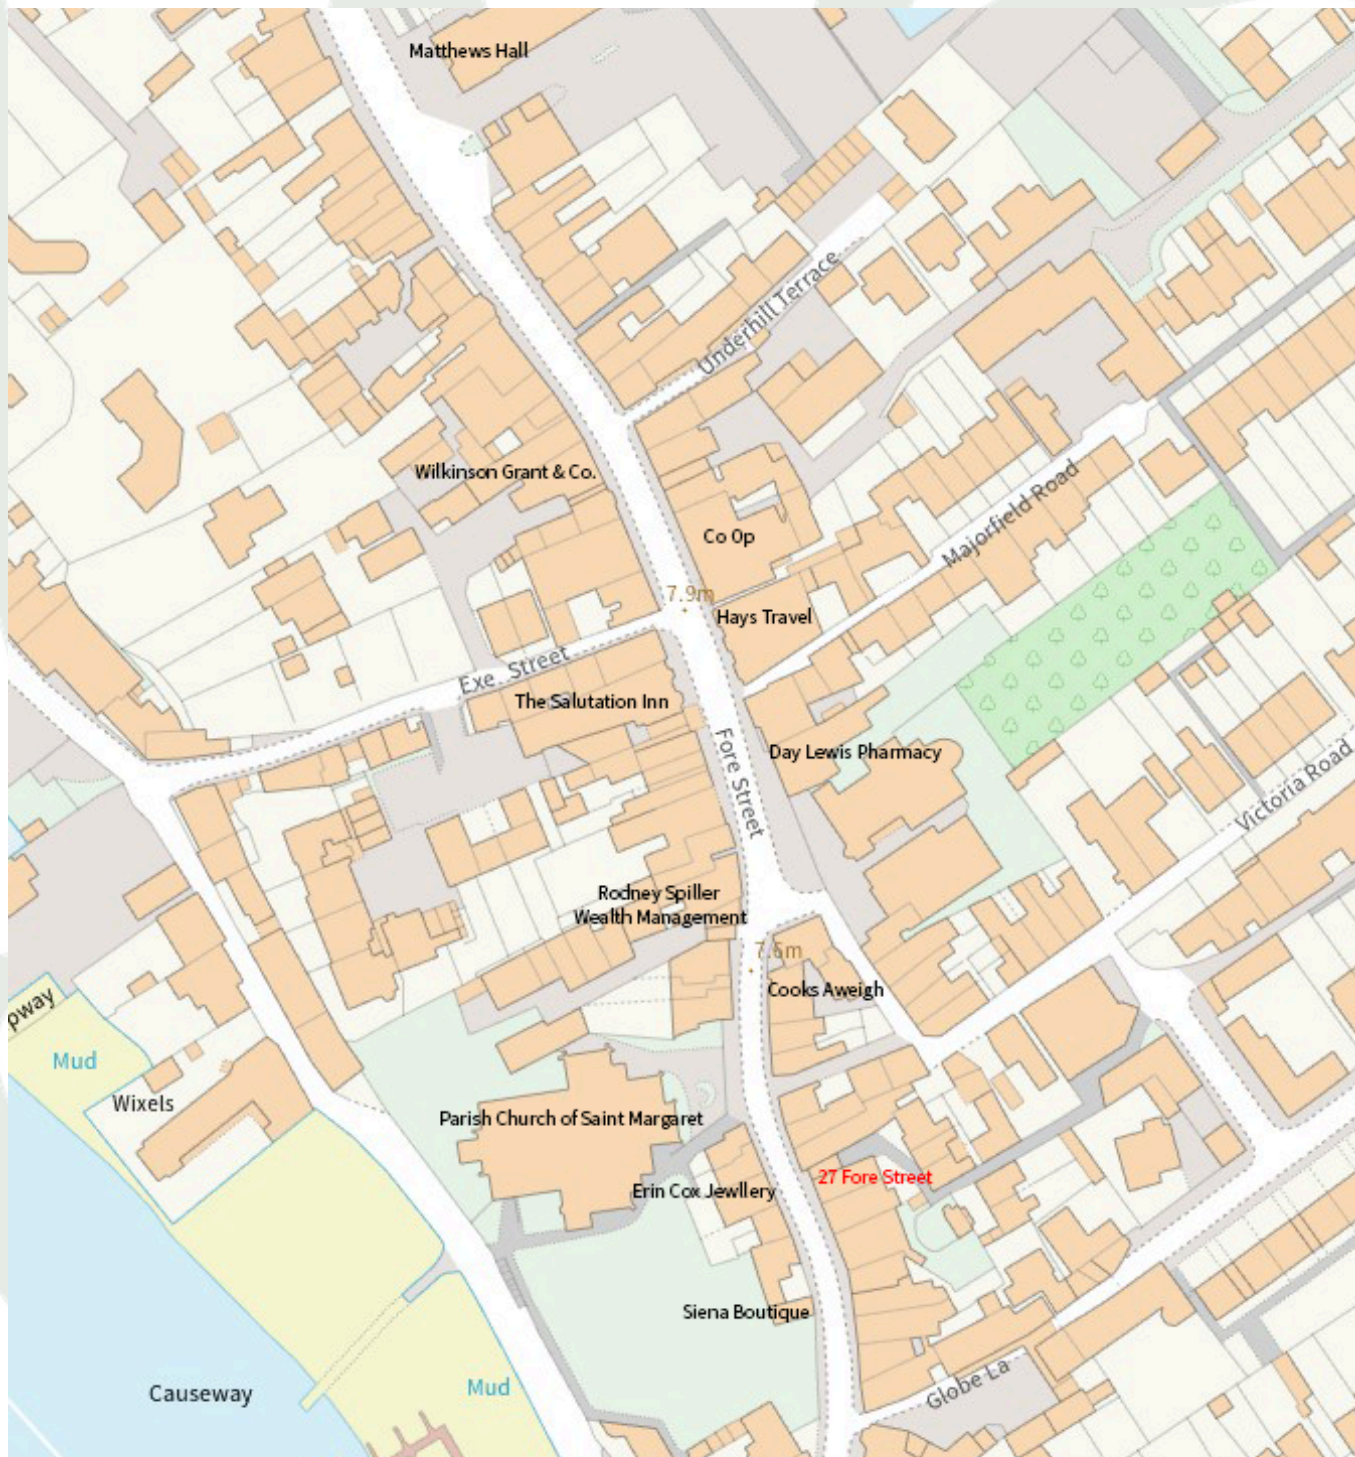 Matthews Hall
Underhill Terrace
Wilkinson Grant & Co.
Majorfield Road
Co Op
7.9m
Hays Travel
Exe Street
The Salutation Inn
Day Lewis Pharmacy
Fore Street
Victoria Road
Rodney Spiller
Wealth Management
7.6m
Cooks Aweigh
pway
Mud
Wixels
Parish Church of Saint Margaret
27 Fore Street
Erin Cox Jewllery
Siena Boutique
Globe La
Causeway
Mud